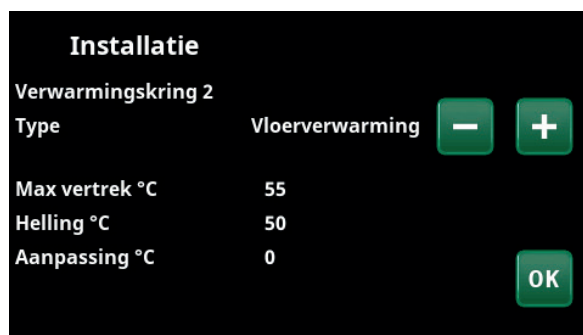 Installatie
Verwarmingskring 2
Type Vloerverwarming − +
Max vertrek °C 55
Helling °C 50
Aanpassing °C 0
OK